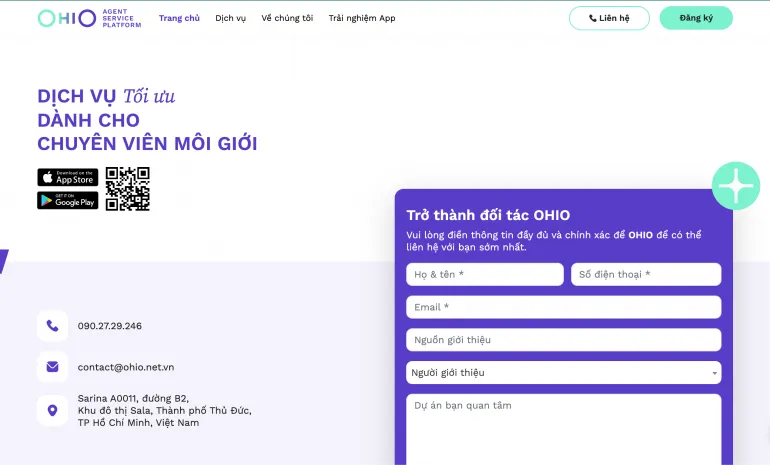 OHIO
AGENT
SERVICE
PLATFORM
Trang chủ
Dịch vụ
Về chúng tôi
Trải nghiệm App
Liên hệ
Đăng ký
DỊCH VỤ Tối ưu
DÀNH CHO
CHUYÊN VIÊN MÔI GIỚI
Download on the
App Store
GET IT ON
Google Play
Trở thành đối tác OHIO
Vui lòng điền thông tin đầy đủ và chính xác để OHIO để có thể
liên hệ với bạn sớm nhất.
Họ & tên *
Số điện thoại *
Email *
Nguồn giới thiệu
Người giới thiệu
Dự án bạn quan tâm
090.27.29.246
contact@ohio.net.vn
Sarina A0011, đường B2,
Khu đô thị Sala, Thành phố Thủ Đức,
TP Hồ Chí Minh, Việt Nam